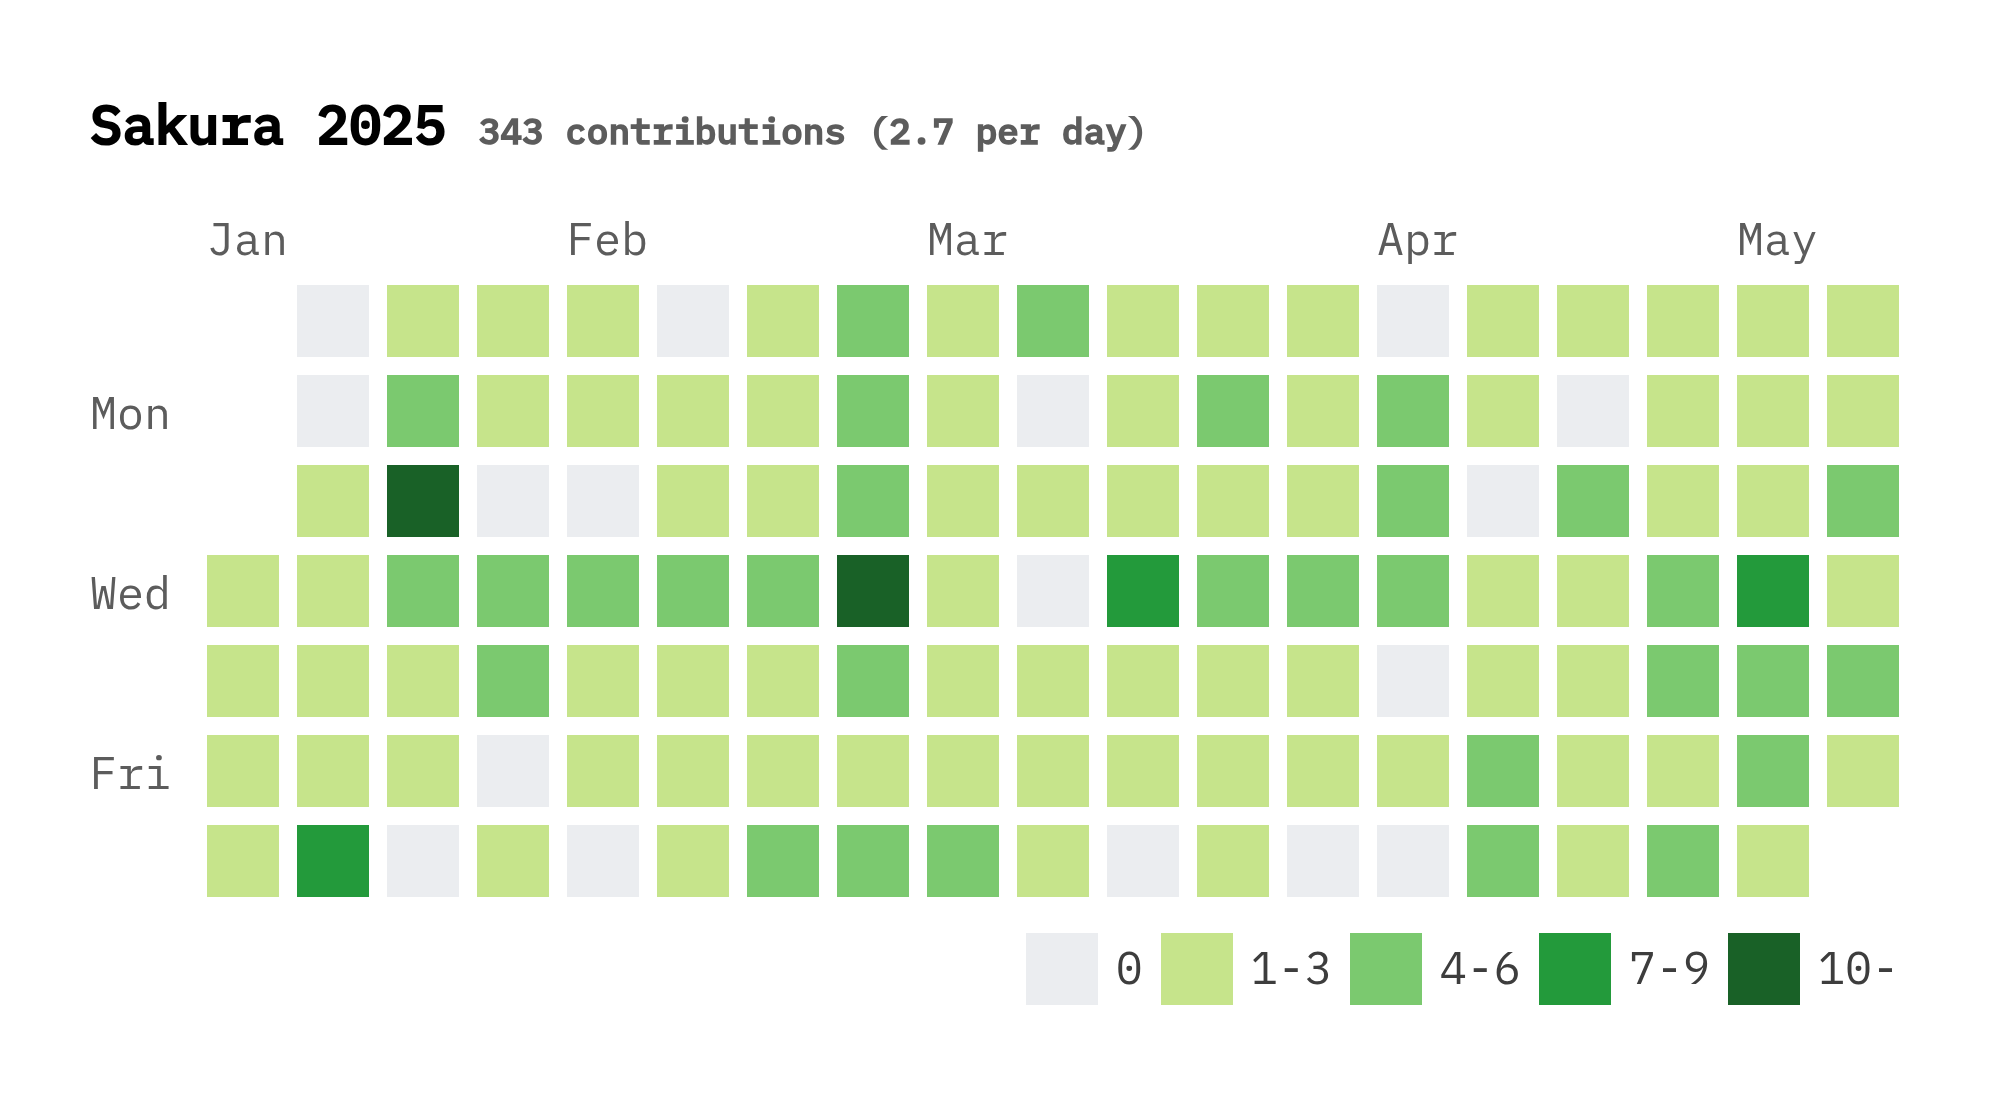 Sakura 2025 343 contributions (2.7 per day)
Jan Feb Mar Apr May
Mon
Wed
Fri
0 1-3 4-6 7-9 10-